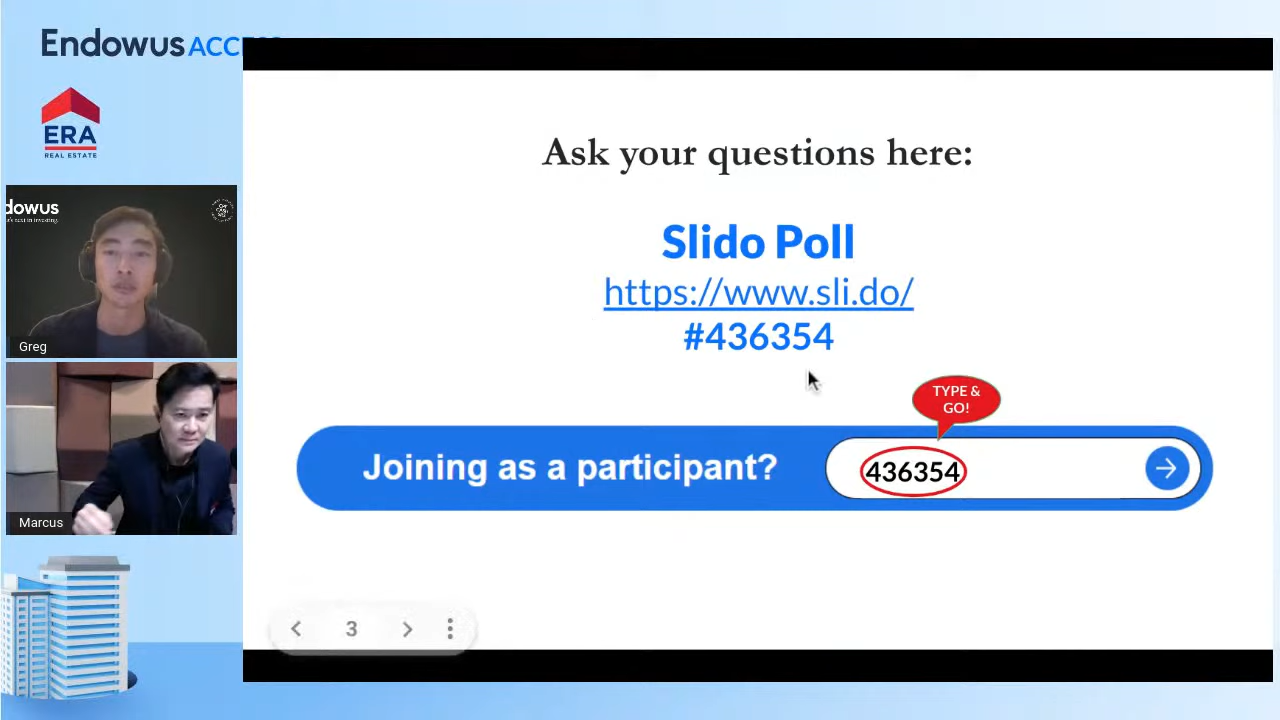 Endowus ACC
ERA
REAL ESTATE
dowus
Greg
Marcus
Ask your questions here:
Slido Poll
https://www.sli.do/
#436354
TYPE &
GO!
Joining as a participant?
436354
3